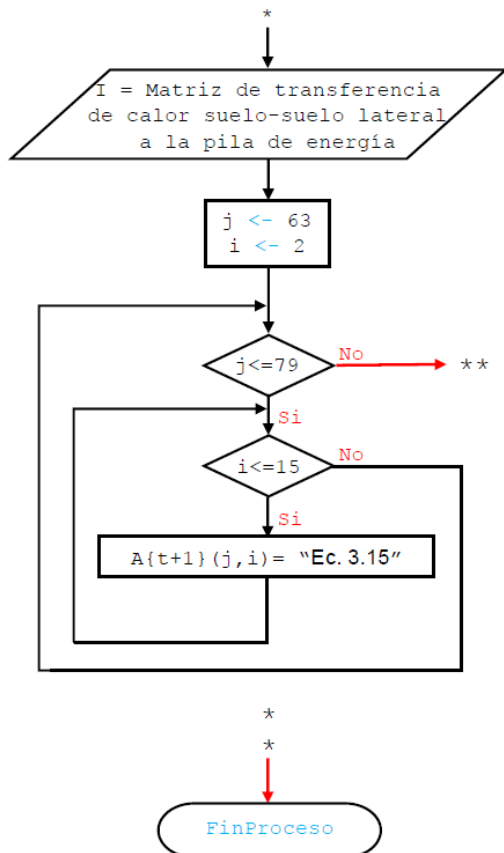 *
I = Matriz de transferencia
de calor suelo-suelo lateral
a la pila de energía
j <- 63
i <- 2
j<=79
No
**
Si
i<=15
No
Si
A{t+1}(j,i)= “Ec. 3.15”
*
*
FinProceso